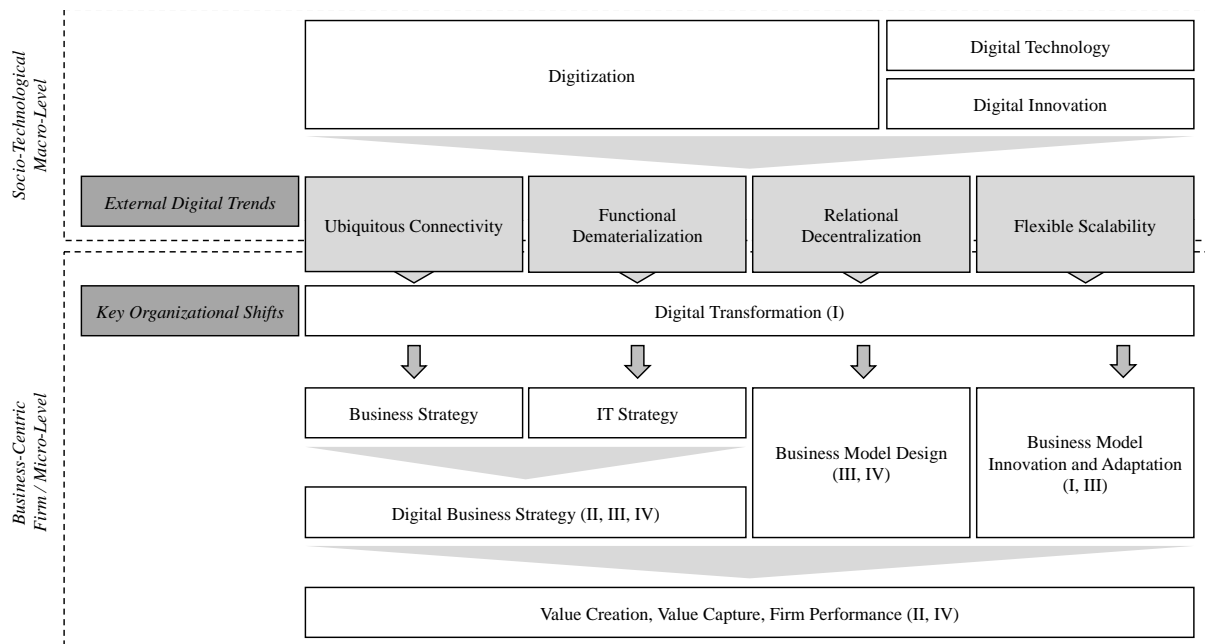 Socio-Technological
Macro-Level
Digitization
Digital Technology
Digital Innovation
External Digital Trends
Ubiquitous Connectivity
Functional
Dematerialization
Relational
Decentralization
Flexible Scalability
Business-Centric
Firm / Micro-Level
Key Organizational Shifts
Digital Transformation (I)
Business Strategy
IT Strategy
Business Model Design
(III, IV)
Business Model
Innovation and Adaptation
(I, III)
Digital Business Strategy (II, III, IV)
Value Creation, Value Capture, Firm Performance (II, IV)